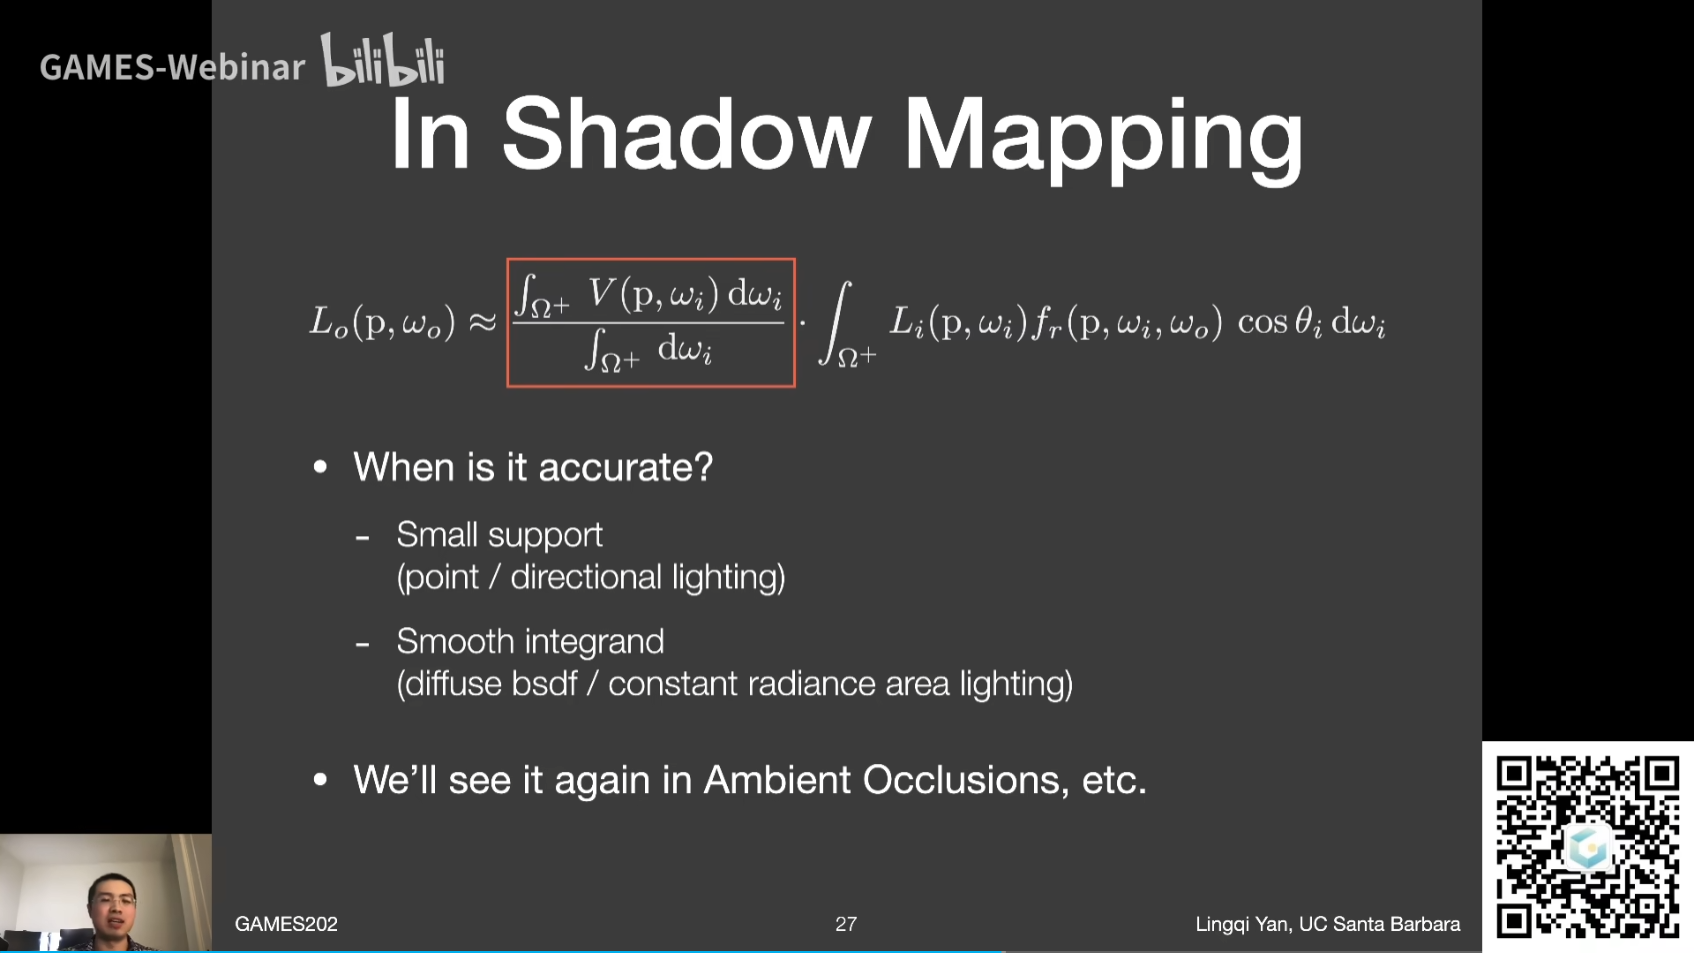 GAMES-Webinar bilibili
In Shadow Mapping
$L_o(\mathrm{p}, \omega_o) \approx \frac{\int_{\Omega^+} V(\mathrm{p}, \omega_i) \, \mathrm{d}\omega_i}{\int_{\Omega^+} \mathrm{d}\omega_i} \cdot \int_{\Omega^+} L_i(\mathrm{p}, \omega_i) f_r(\mathrm{p}, \omega_i, \omega_o) \cos\theta_i \, \mathrm{d}\omega_i$
• When is it accurate?
- Small support
(point / directional lighting)
- Smooth integrand
(diffuse bsdf / constant radiance area lighting)
• We’ll see it again in Ambient Occlusions, etc.
GAMES202
27
Lingqi Yan, UC Santa Barbara